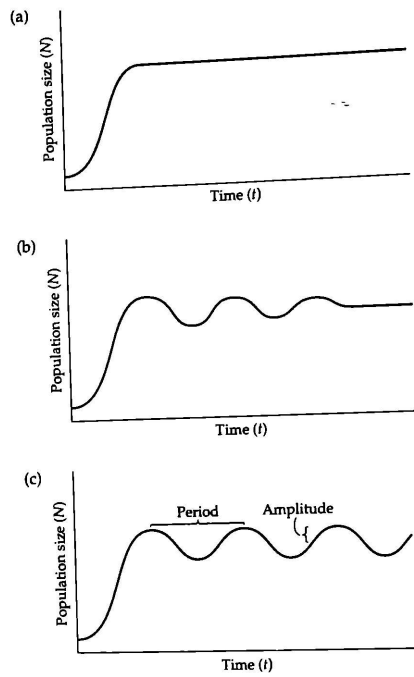 (a)
Population size (N)
Time (t)
(b)
Population size (N)
Time (t)
(c)
Period
Amplitude
Population size (N)
Time (t)